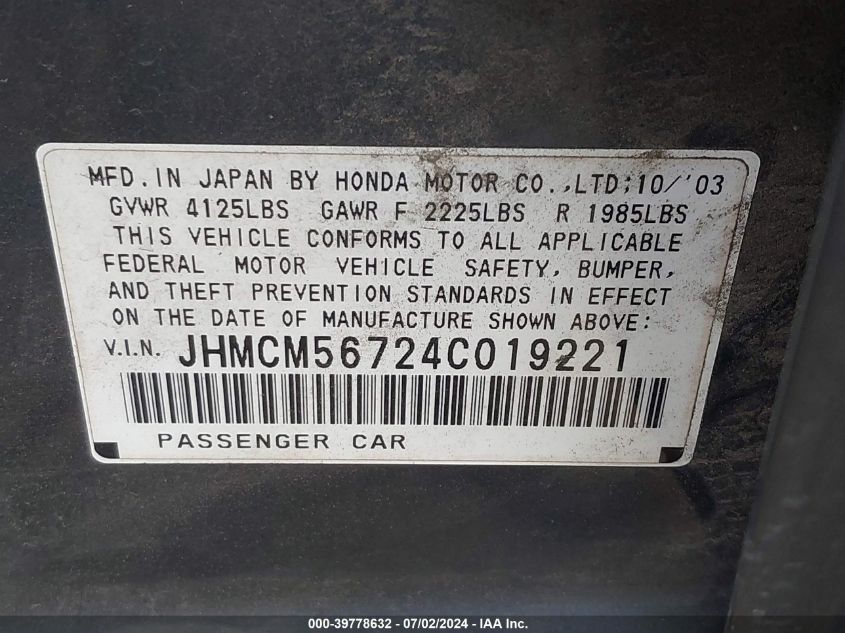 MFD. IN JAPAN BY HONDA MOTOR CO., LTD; 10/'03
GVWR 4125LBS GAWR F 2225LBS R 1985LBS
THIS VEHICLE CONFORMS TO ALL APPLICABLE
FEDERAL MOTOR VEHICLE SAFETY, BUMPER,
AND THEFT PREVENTION STANDARDS IN EFFECT
ON THE DATE OF MANUFACTURE SHOWN ABOVE:
V.I.N. JHMCM56724C019221
PASSENGER CAR
000-39778632 - 07/02/2024 - IAA Inc.